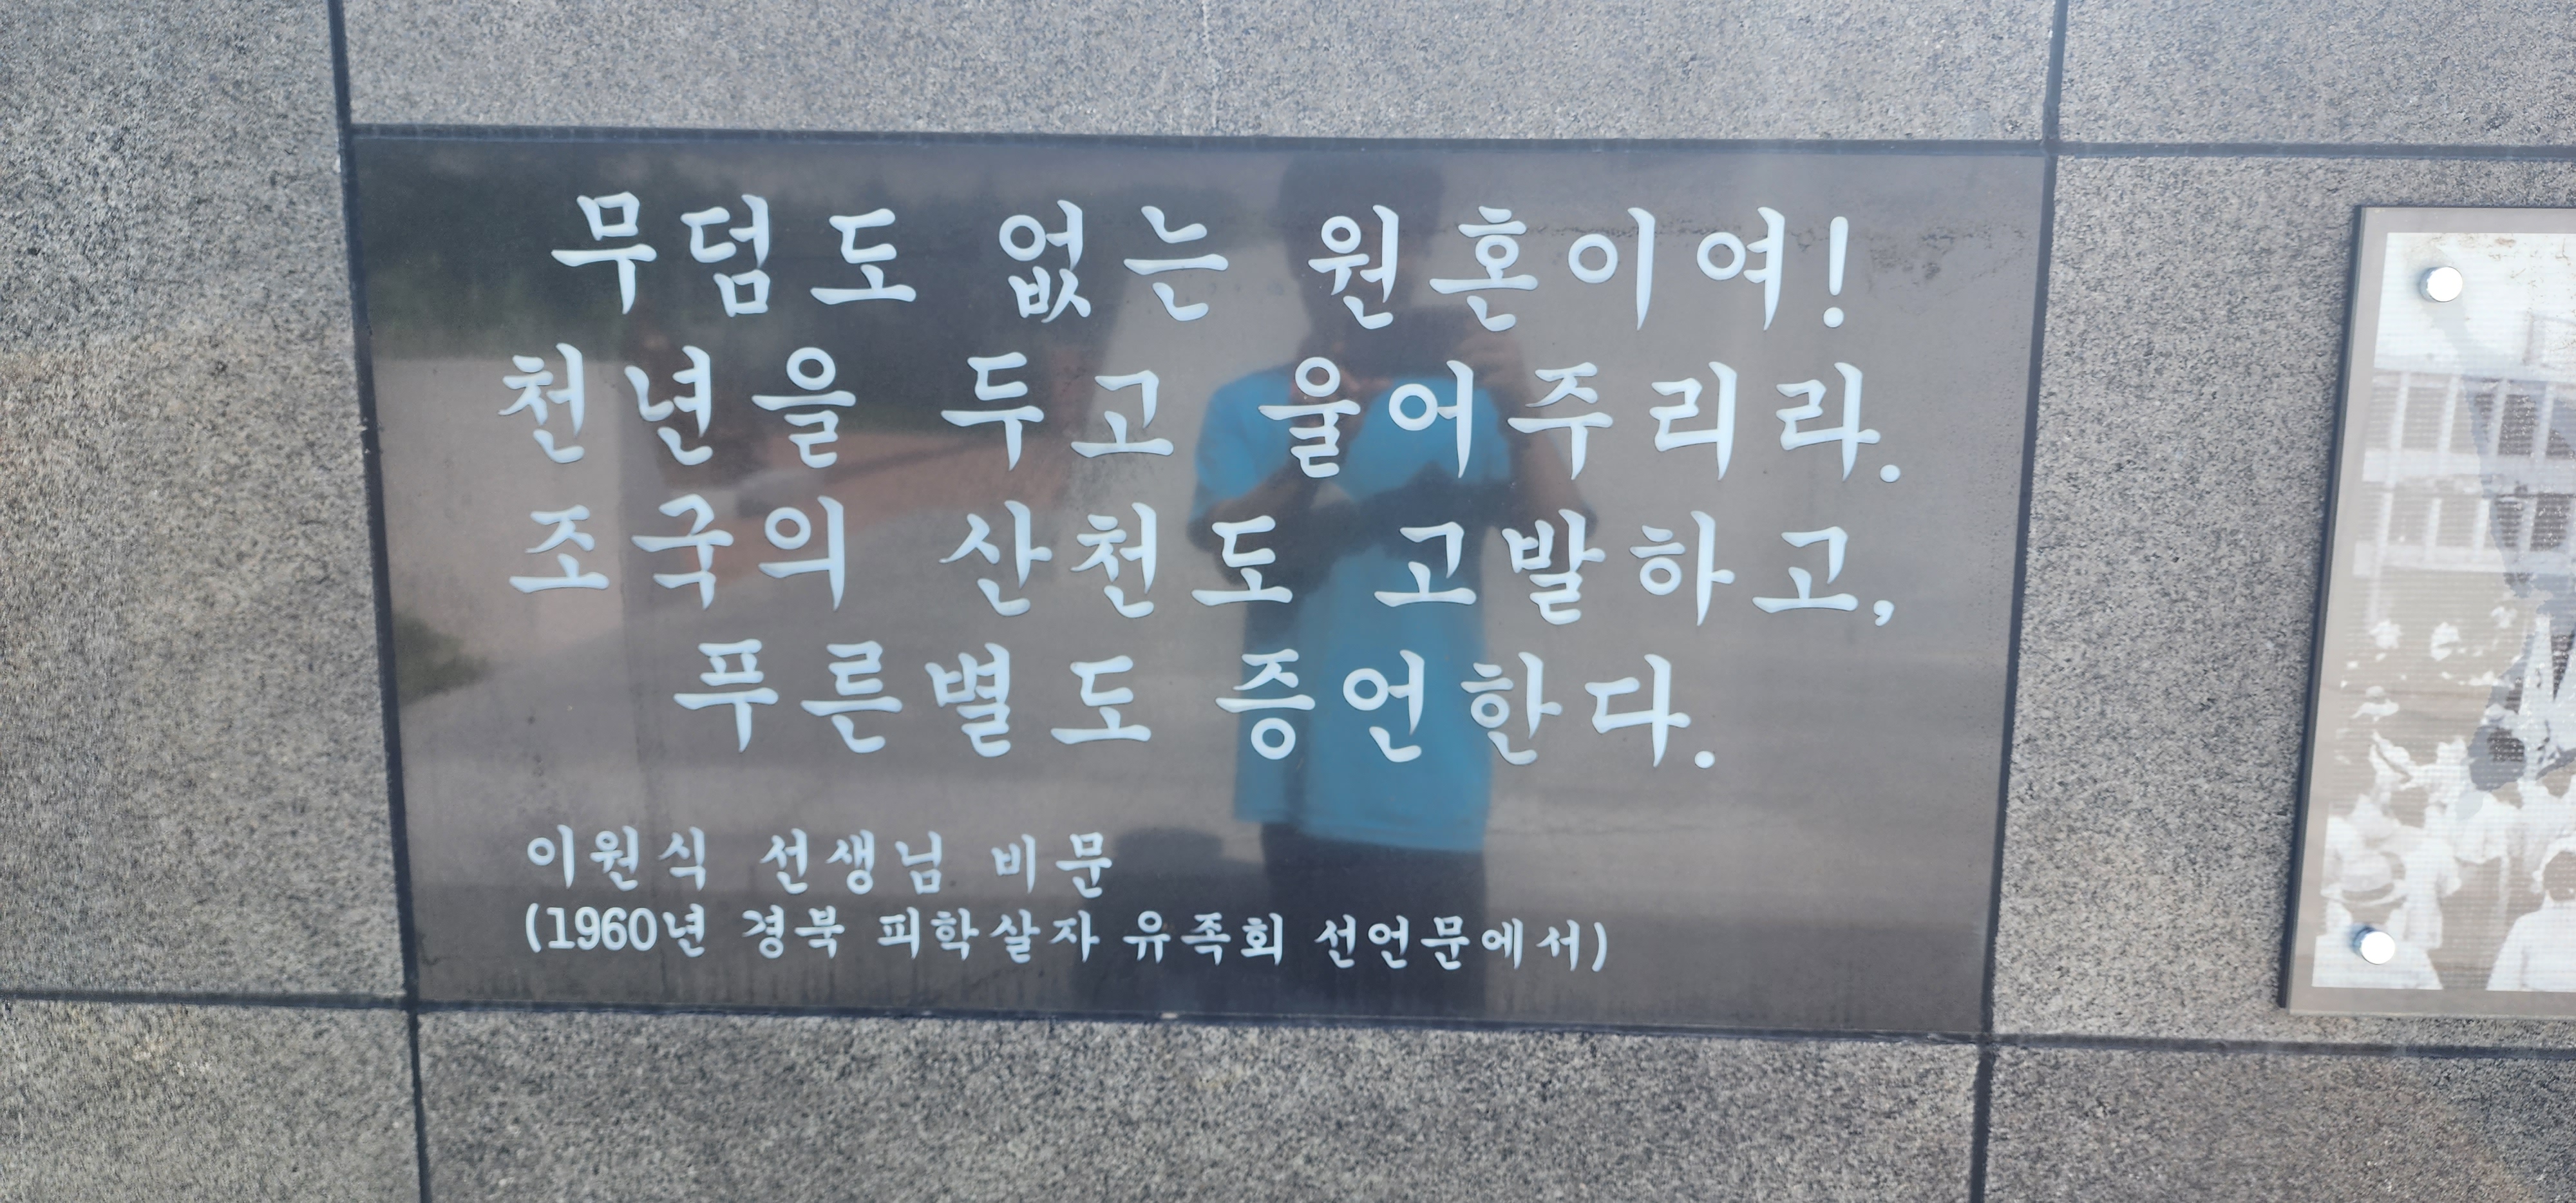 무덤도 없는 원혼이여!
천년을 두고 울어주리라.
조국의 산천도 고발하고,
푸른별도 증언한다.
이원식 선생님 비문
(1960년 경북 피학살자 유족회 선언문에서)